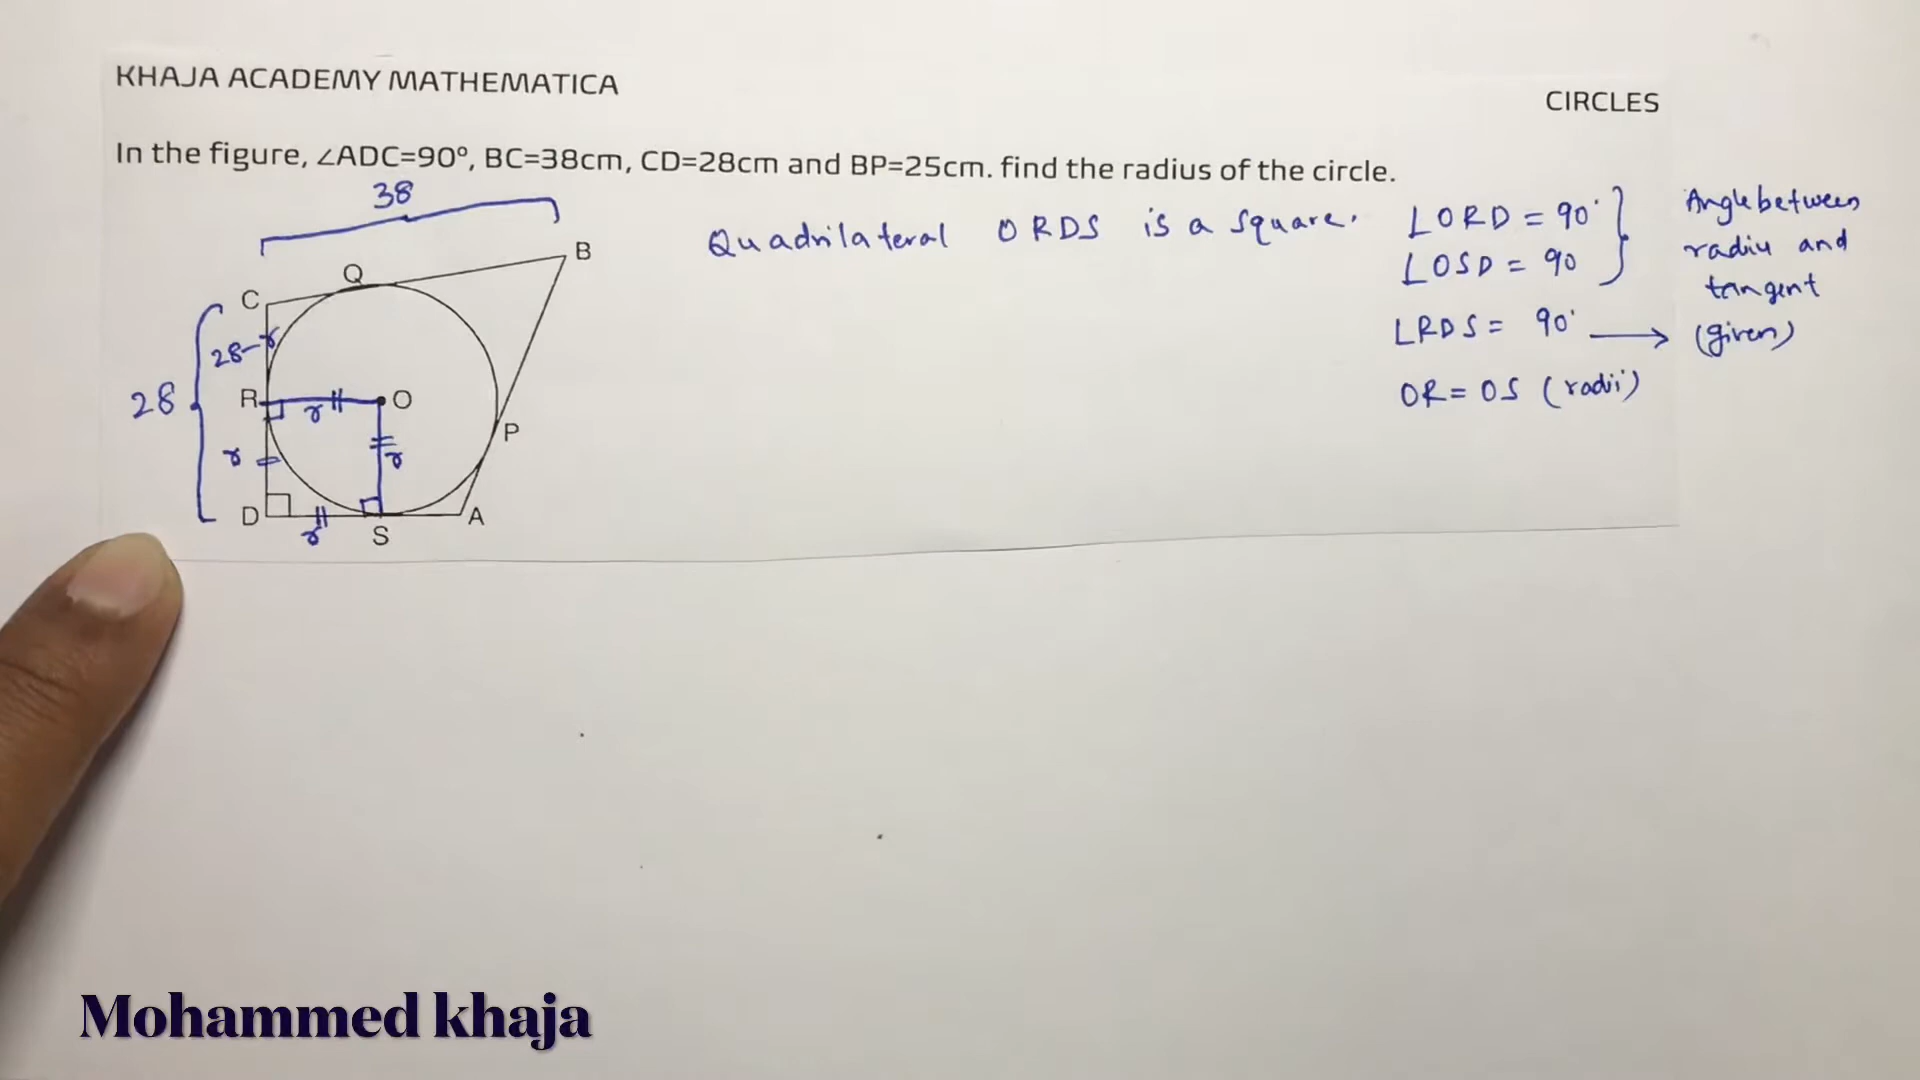 KHAJA ACADEMY MATHEMATICA
CIRCLES
In the figure, ∠ADC=90º, BC=38cm, CD=28cm and BP=25cm. find the radius of the circle.
38
B
Q
C
28-r
28
R
r
O
r
r
P
D
r
S
A
Quadrilateral ORDS is a square.
∠ORD = 90°
∠OSD = 90
Angle between
radiu and
tangent
∠RDS = 90° → (given)
OR = OS (radii)
Mohammed khaja